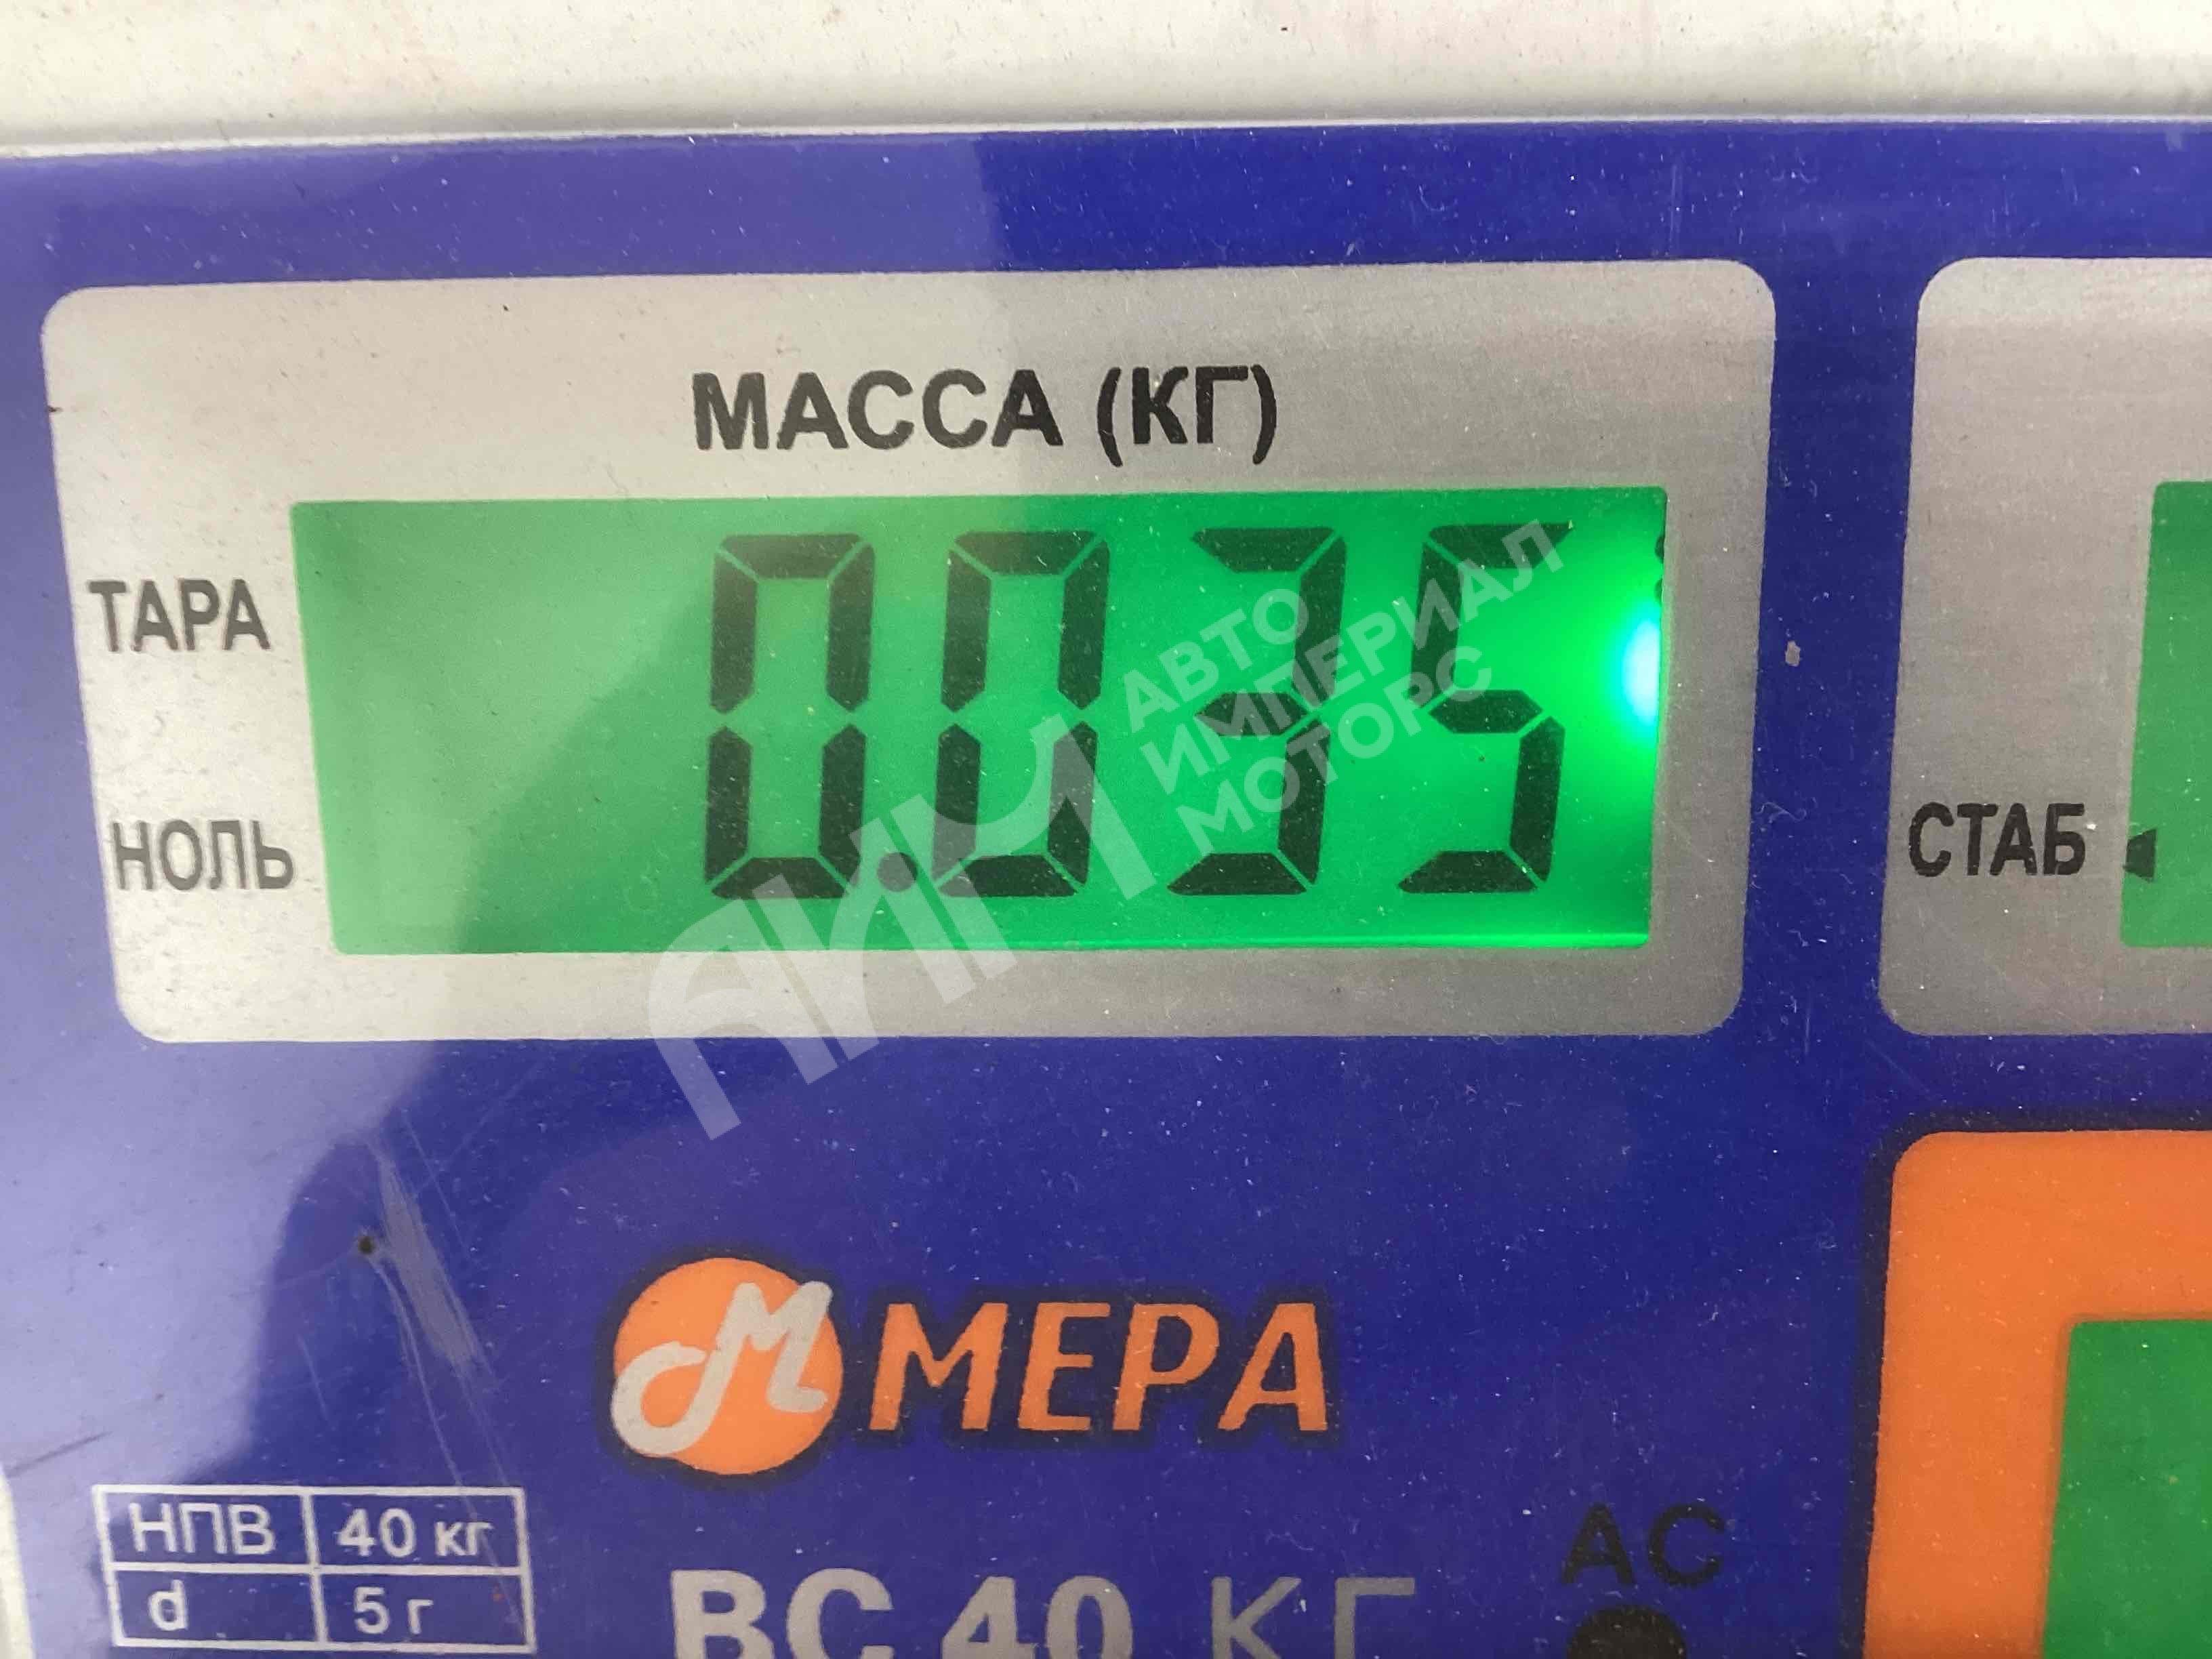 МАССА (КГ)
ТАРА
0.035
НОЛЬ
СТАБ
АИМ
АВТО
ИМПЕРИАЛ
МОТОРС
МЕРА
НПВ 40 кг
d 5 г
ВС 40 КГ
АС